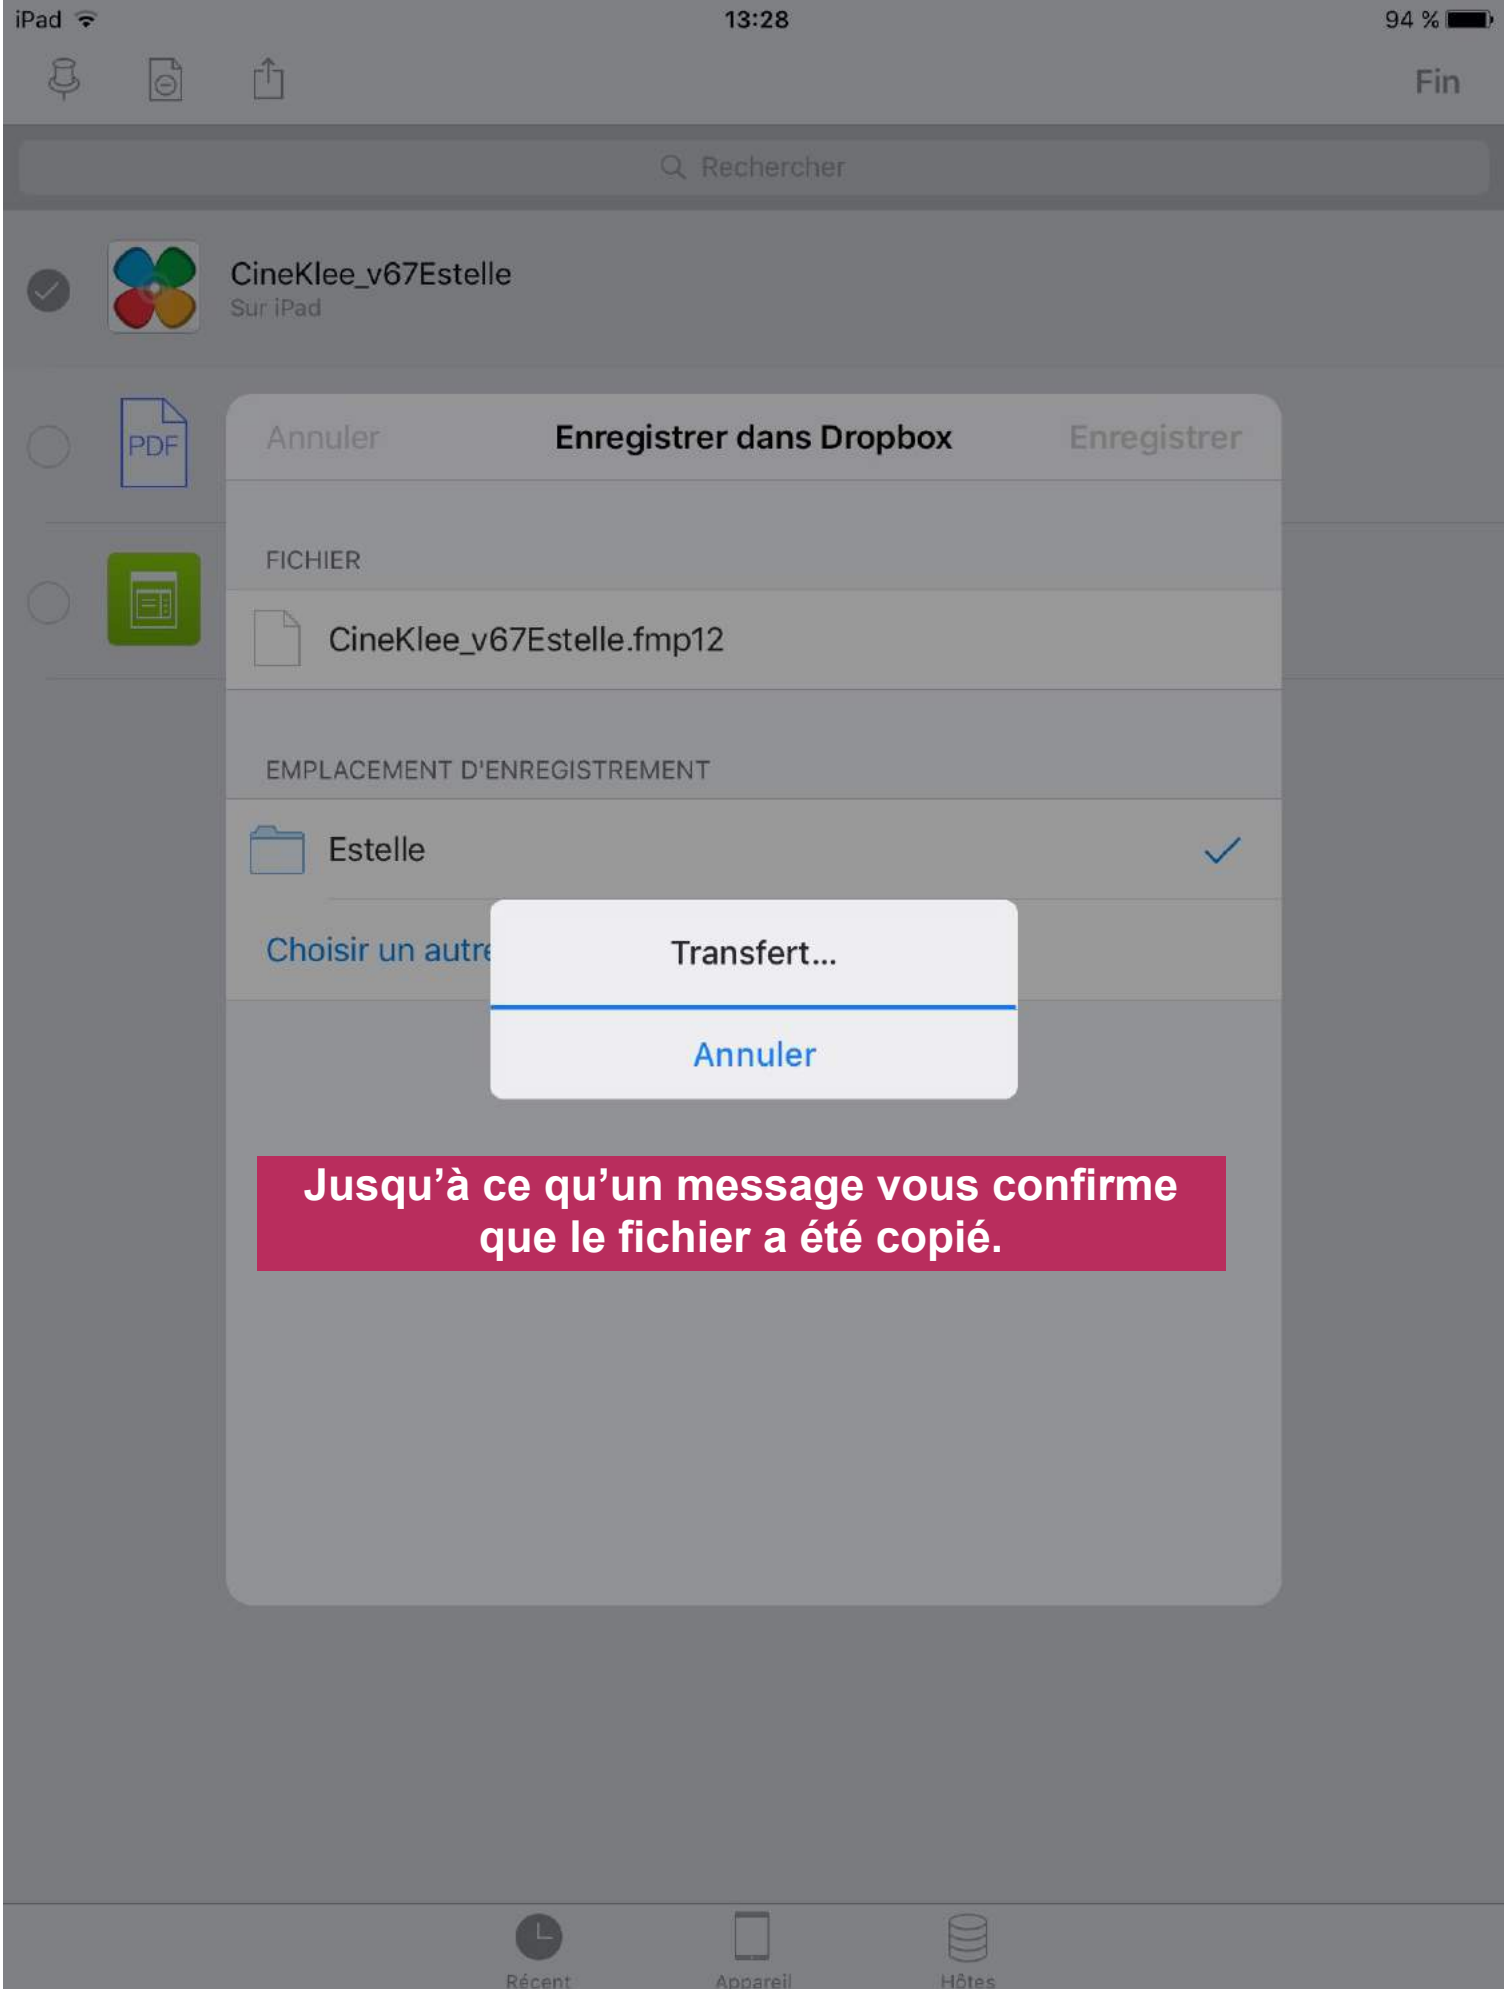 iPad 13:28 94 %
Fin
Rechercher
CineKlee_v67Estelle
Sur iPad
PDF
Annuler Enregistrer dans Dropbox Enregistrer
FICHIER
CineKlee_v67Estelle.fmp12
EMPLACEMENT D'ENREGISTREMENT
Estelle
Choisir un autre
Transfert...
Annuler
Jusqu’à ce qu’un message vous confirme
que le fichier a été copié.
Récent Appareil Hôtes